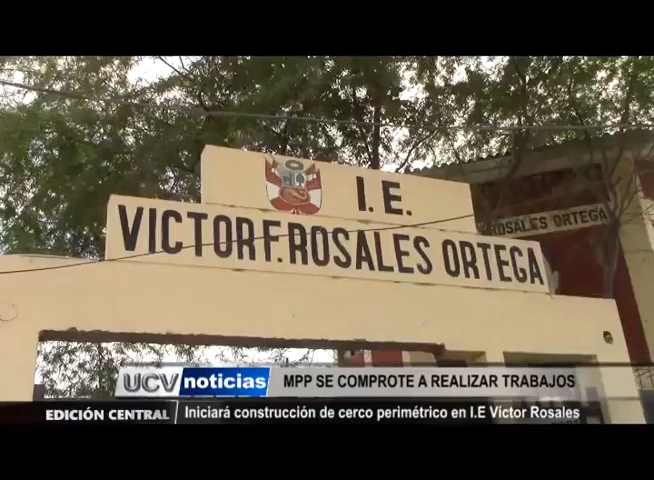 I.E.
VICTOR F. ROSALES ORTEGA
ROSALES ORTEGA
UCV noticias
MPP SE COMPROTE A REALIZAR TRABAJOS
EDICIÓN CENTRAL
Iniciará construcción de cerco perimétrico en I.E Victor Rosales